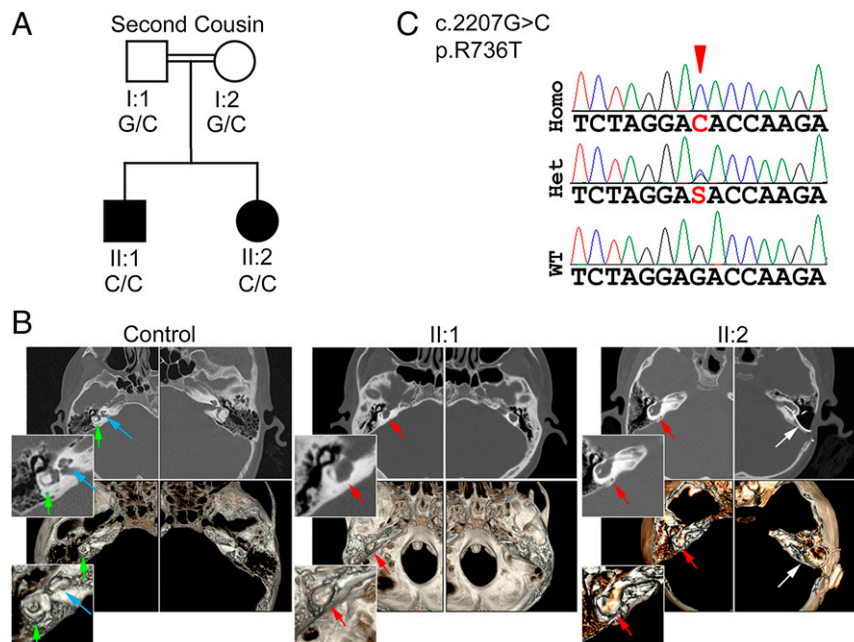 A
Second Cousin
I:1
I:2
G/C
G/C
II:1
II:2
C/C
C/C
C
c.2207G>C
p.R736T
Homo
TCTAGGACACCAAGA
Het
TCTAGGASACCAAGA
WT
TCTAGGAGACCAAGA
B
Control
II:1
II:2